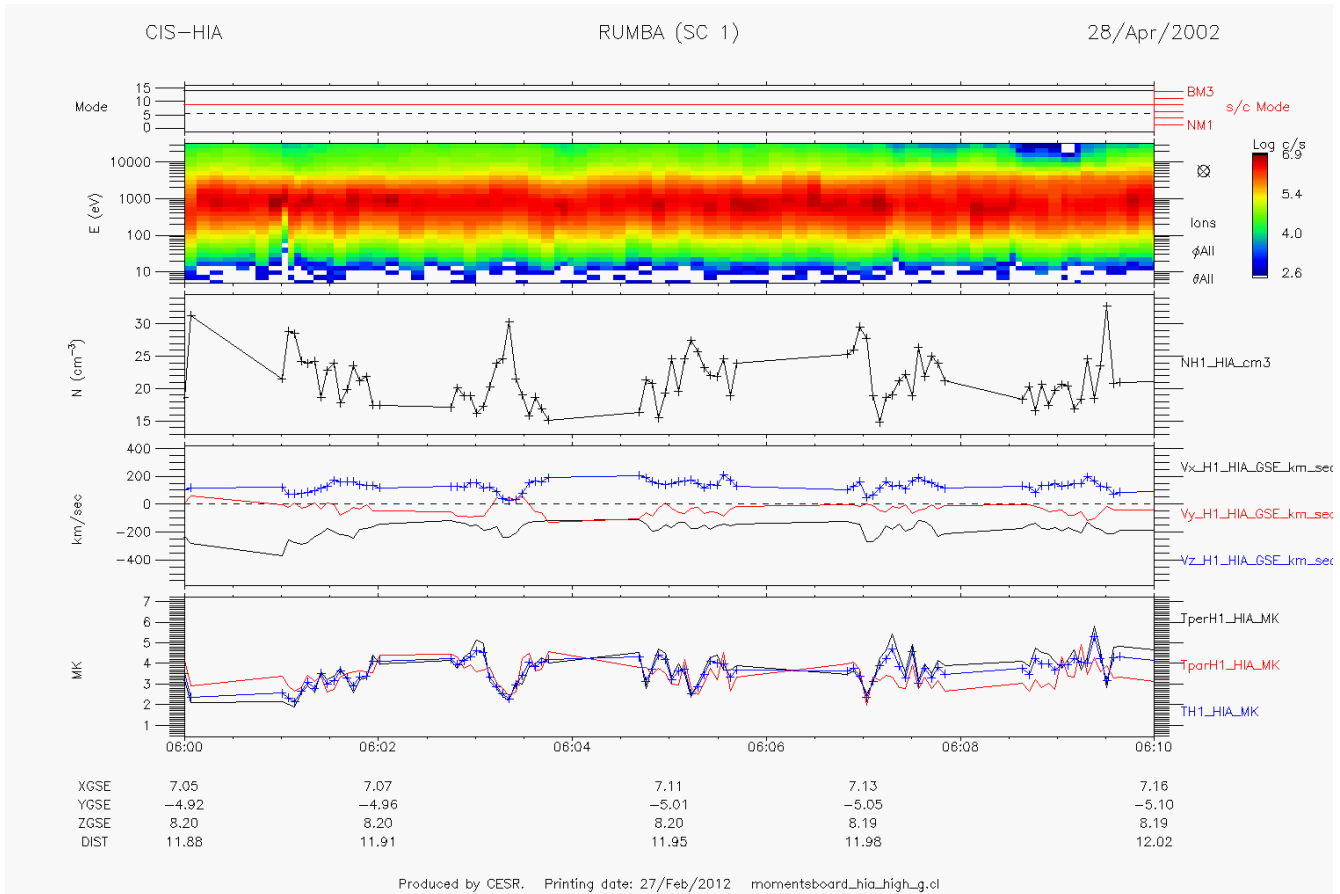 CIS-HIA RUMBA (SC 1) 28/Apr/2002
Mode
15
10
5
0
BM3
s/c Mode
NM1
E (eV)
10000
1000
100
10
Ions
ϕAll
θAll
Log c/s
6.9
5.4
4.0
2.6
N (cm⁻³)
30
25
20
15
NH1_HIA_cm3
km/sec
400
200
0
-200
-400
Vx_H1_HIA_GSE_km_sec
Vy_H1_HIA_GSE_km_sec
Vz_H1_HIA_GSE_km_sec
MK
7
6
5
4
3
2
1
TperH1_HIA_MK
TparH1_HIA_MK
TH1_HIA_MK
06:00 06:02 06:04 06:06 06:08 06:10
XGSE 7.05 7.07 7.11 7.13 7.16
YGSE -4.92 -4.96 -5.01 -5.05 -5.10
ZGSE 8.20 8.20 8.20 8.19 8.19
DIST 11.88 11.91 11.95 11.98 12.02
Produced by CESR. Printing date: 27/Feb/2012 momentsboard_hia_high_g.cl